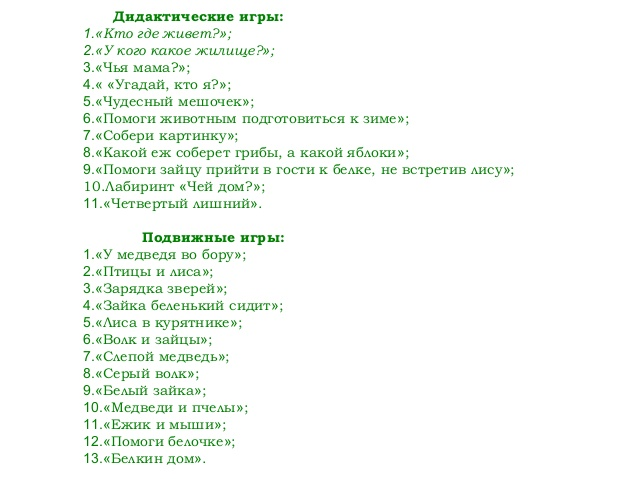 Дидактические игры:
1.«Кто где живет?»;
2.«У кого какое жилище?»;
3.«Чья мама?»;
4.« «Угадай, кто я?»;
5.«Чудесный мешочек»;
6.«Помоги животным подготовиться к зиме»;
7.«Собери картинку»;
8.«Какой еж соберет грибы, а какой яблоки»;
9.«Помоги зайцу прийти в гости к белке, не встретив лису»;
10.Лабиринт «Чей дом?»;
11.«Четвертый лишний».
Подвижные игры:
1.«У медведя во бору»;
2.«Птицы и лиса»;
3.«Зарядка зверей»;
4.«Зайка беленький сидит»;
5.«Лиса в курятнике»;
6.«Волк и зайцы»;
7.«Слепой медведь»;
8.«Серый волк»;
9.«Белый зайка»;
10.«Медведи и пчелы»;
11.«Ежик и мыши»;
12.«Помоги белочке»;
13.«Белкин дом».